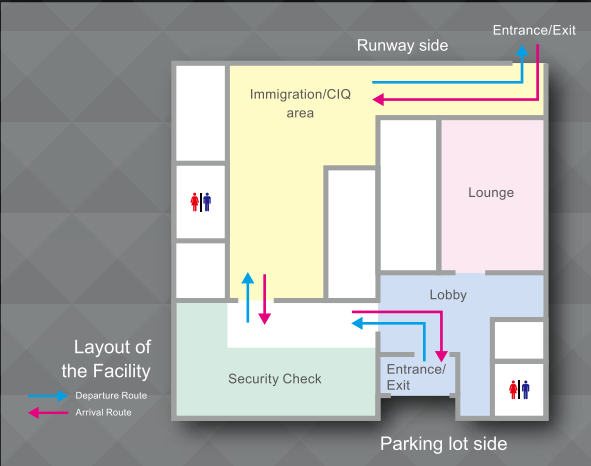 Entrance/Exit
Runway side
Immigration/CIQ
area
Lounge
Lobby
Layout of
the Facility
Security Check
Entrance/
Exit
Departure Route
Arrival Route
Parking lot side